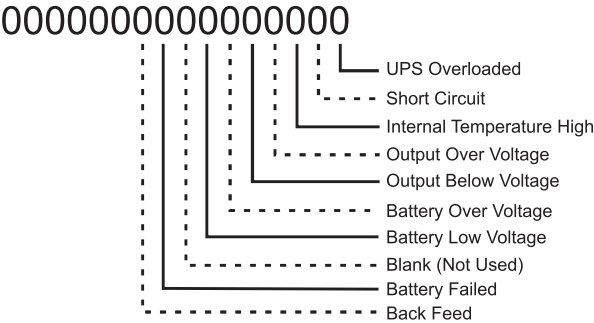 0000000000000000
UPS Overloaded
Short Circuit
Internal Temperature High
Output Over Voltage
Output Below Voltage
Battery Over Voltage
Battery Low Voltage
Blank (Not Used)
Battery Failed
Back Feed